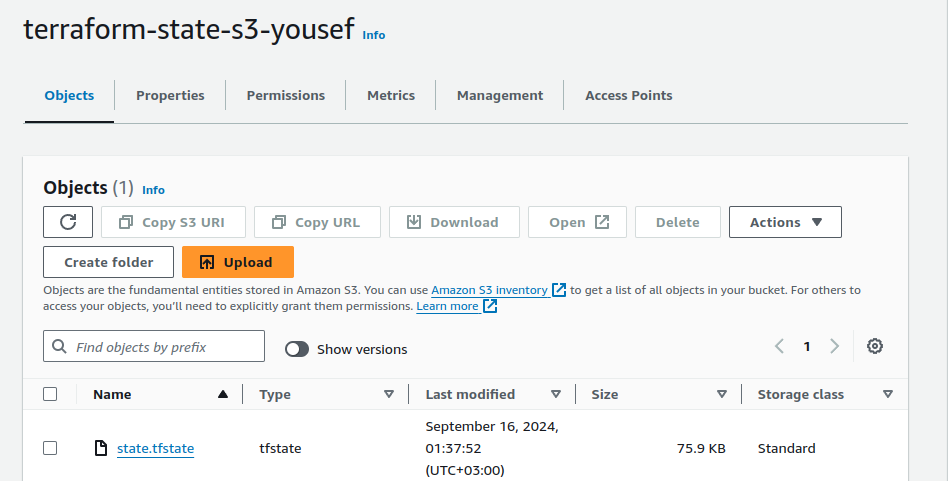 terraform-state-s3-yousef Info
Objects Properties Permissions Metrics Management Access Points
Objects (1) Info
Copy S3 URI Copy URL Download Open Delete Actions
Create folder Upload
Objects are the fundamental entities stored in Amazon S3. You can use Amazon S3 inventory to get a list of all objects in your bucket. For others to
access your objects, you'll need to explicitly grant them permissions. Learn more
Find objects by prefix Show versions 1
Name Type Last modified Size Storage class
September 16, 2024,
state.tfstate tfstate 01:37:52 75.9 KB Standard
(UTC+03:00)